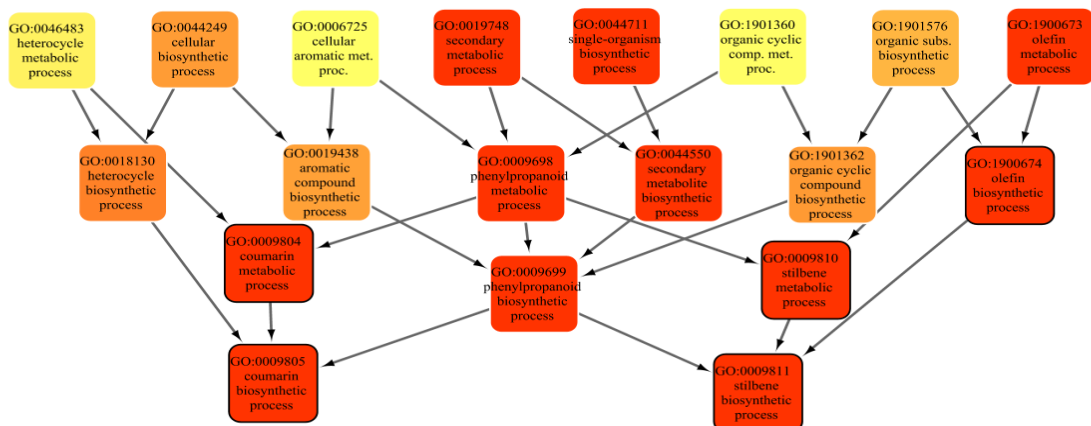 GO:0046483
heterocycle
metabolic
process
GO:0044249
cellular
biosynthetic
process
GO:0006725
cellular
aromatic met.
proc.
GO:0019748
secondary
metabolic
process
GO:0044711
single-organism
biosynthetic
process
GO:1901360
organic cyclic
comp. met.
proc.
GO:1901576
organic subs.
biosynthetic
process
GO:1900673
olefin
metabolic
process
GO:0018130
heterocycle
biosynthetic
process
GO:0019438
aromatic
compound
biosynthetic
process
GO:0009698
phenylpropanoid
metabolic
process
GO:0044550
secondary
metabolite
biosynthetic
process
GO:1901362
organic cyclic
compound
biosynthetic
process
GO:1900674
olefin
biosynthetic
process
GO:0009804
coumarin
metabolic
process
GO:0009699
phenylpropanoid
biosynthetic
process
GO:0009810
stilbene
metabolic
process
GO:0009805
coumarin
biosynthetic
process
GO:0009811
stilbene
biosynthetic
process